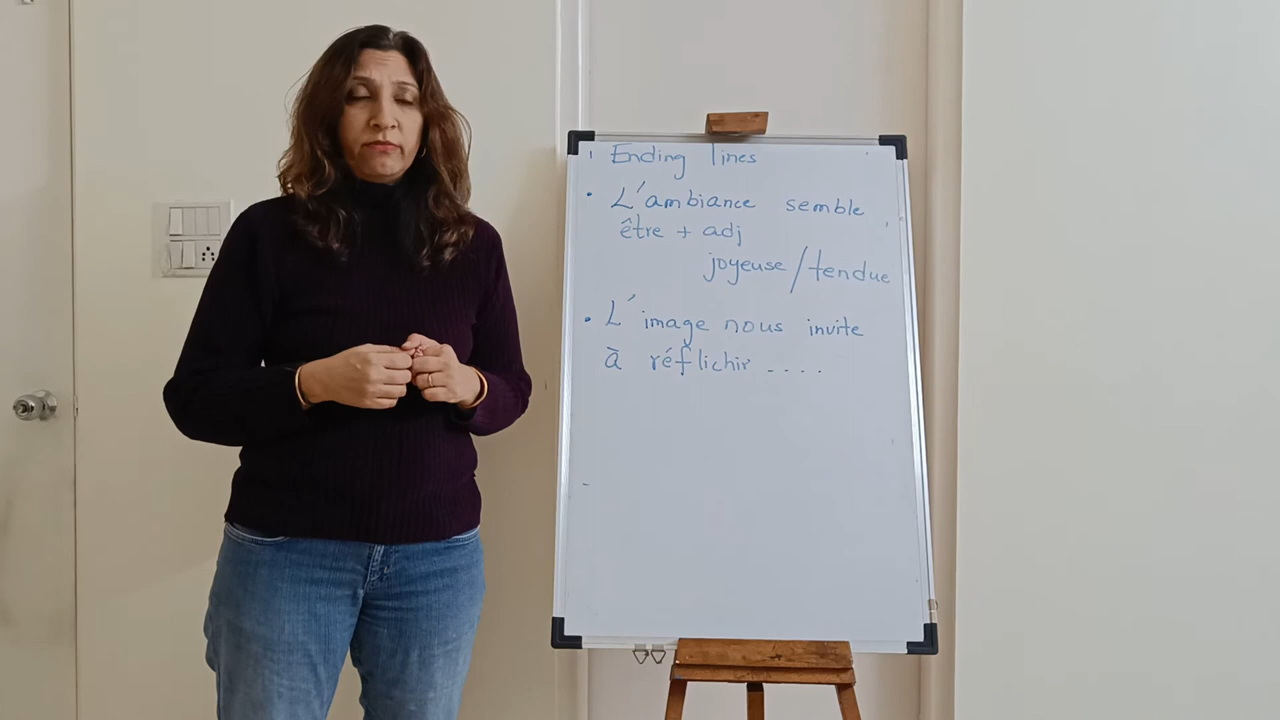 Ending lines
• L'ambiance semble
être + adj
joyeuse / tendue
• L'image nous invite
à réflichir ....